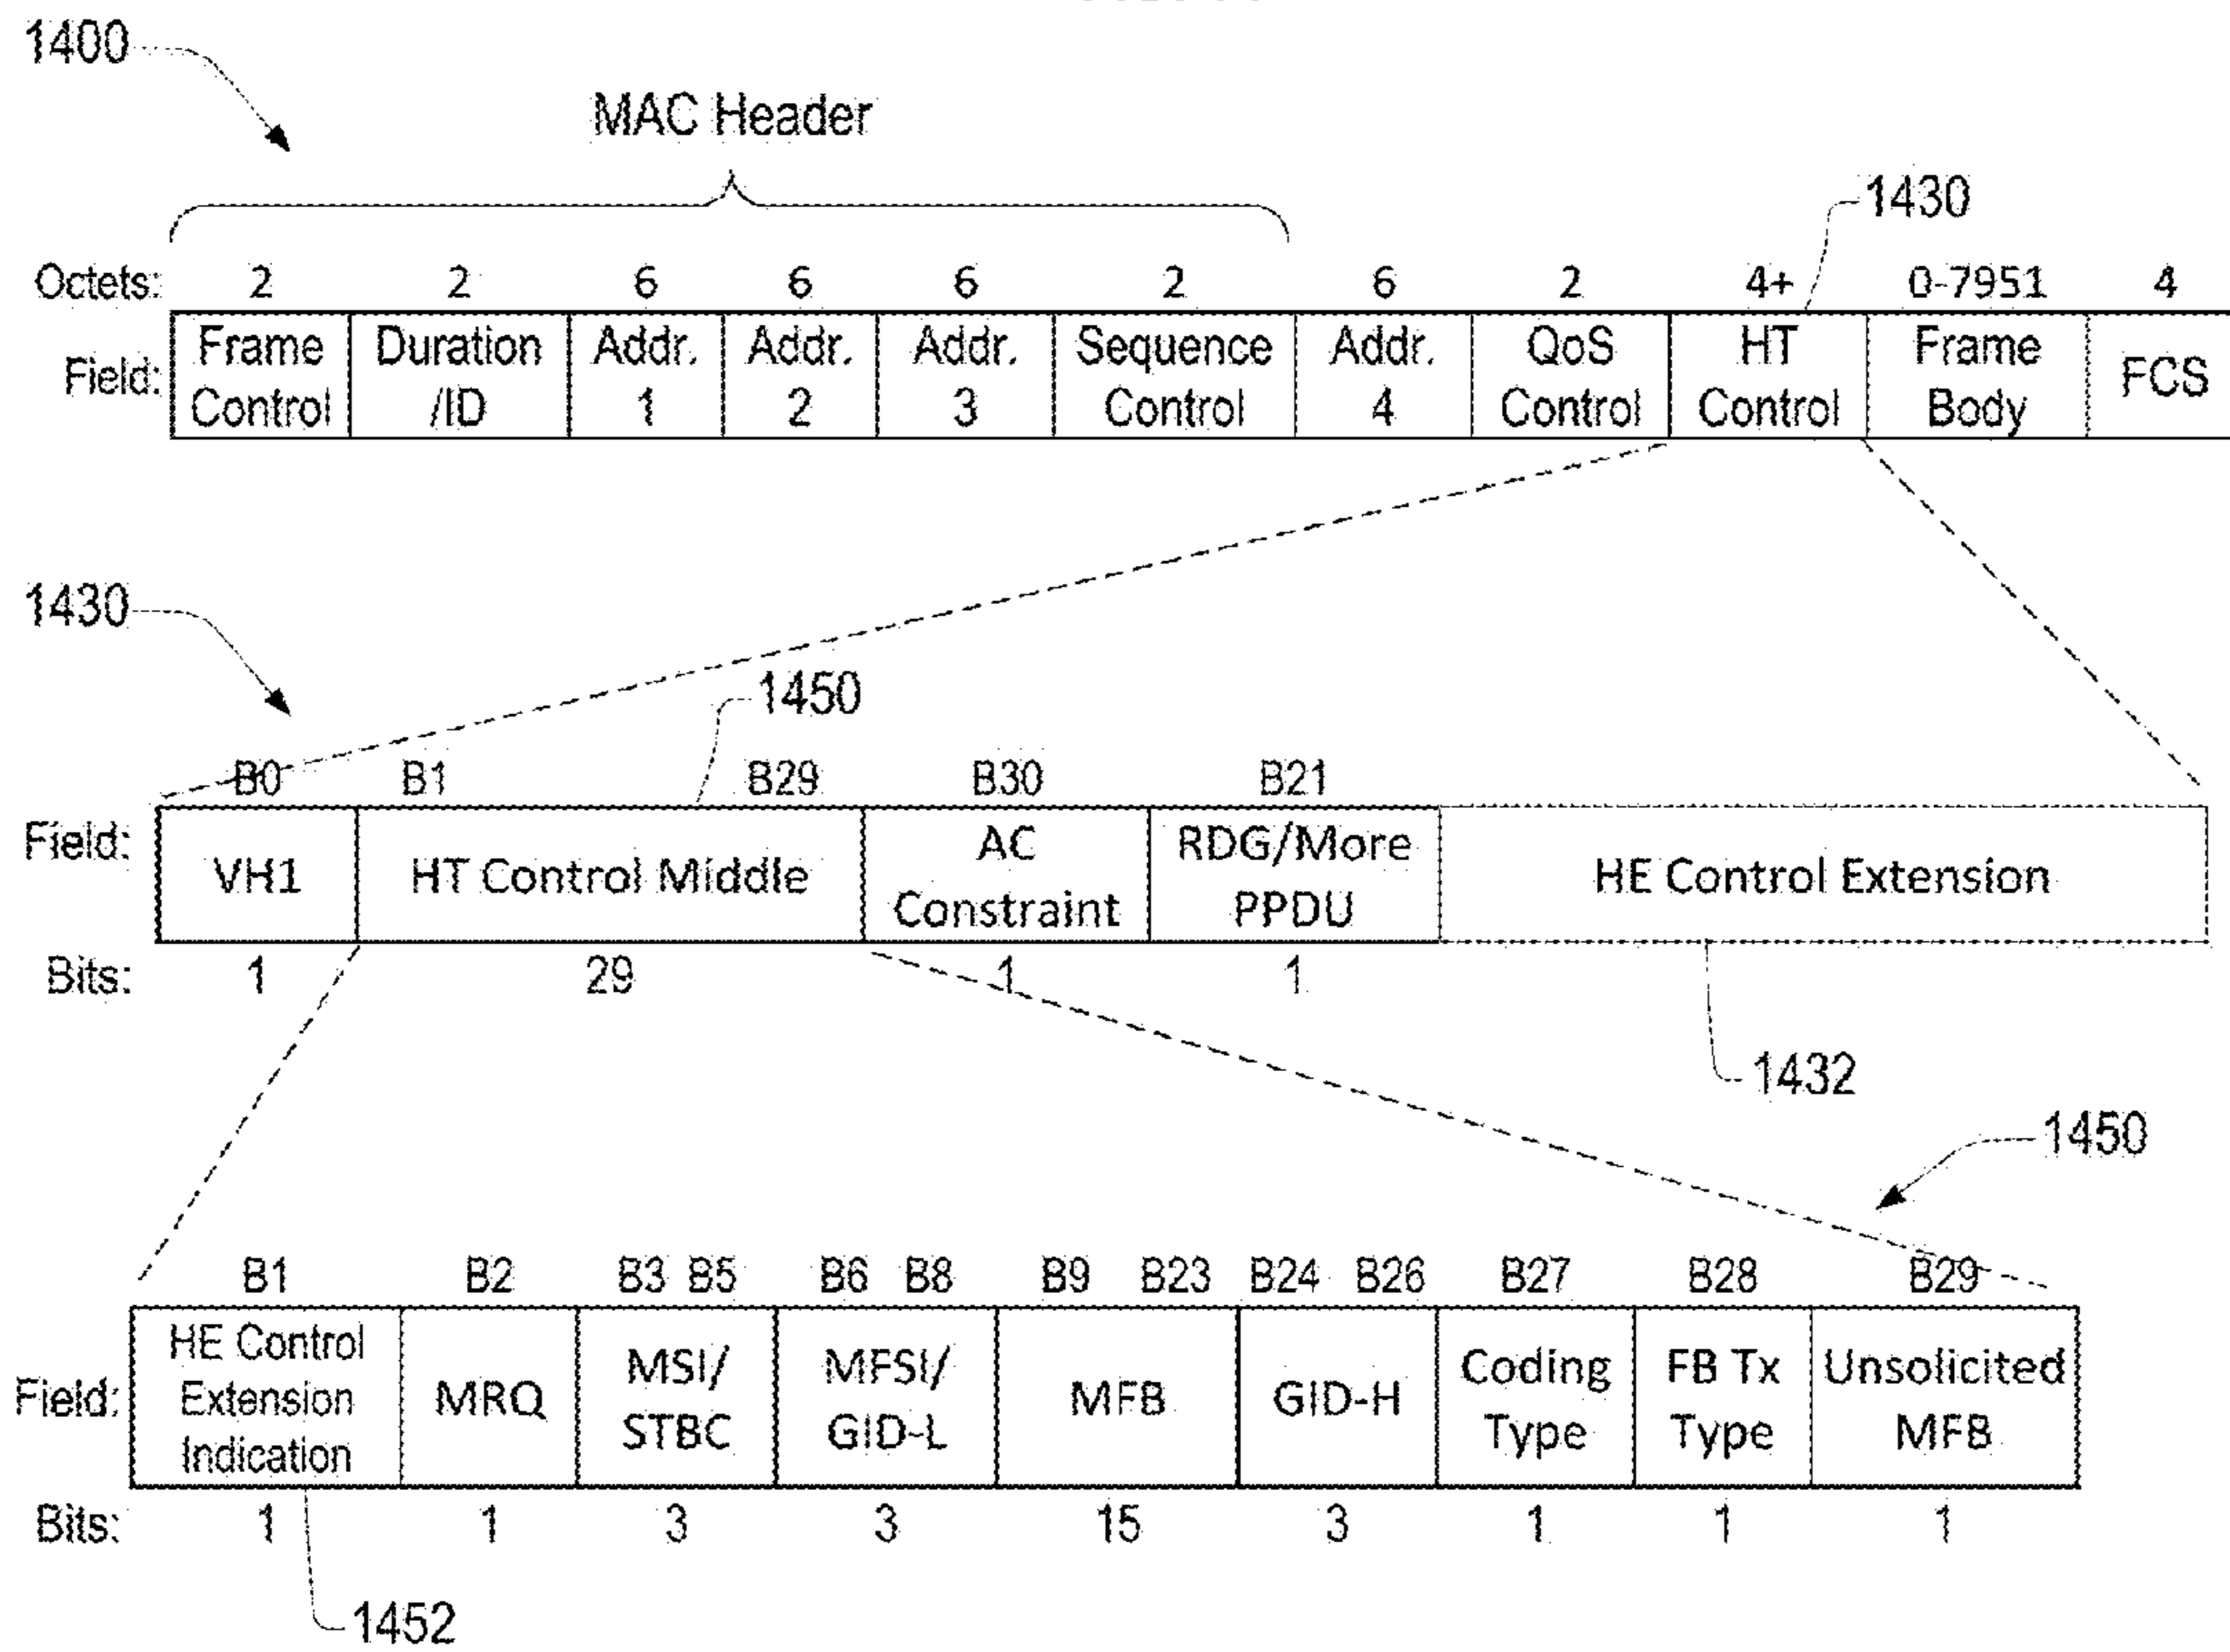 1400
MAC Header
1430
Octets: 2 2 6 6 6 2 6 2 4+ 0-7951 4
Field: Frame Control Duration /ID Addr. 1 Addr. 2 Addr. 3 Sequence Control Addr. 4 QoS Control HT Control Frame Body FCS
1430
1450
B0 B1 B29 B30 B21
Field: VH1 HT Control Middle AC Constraint RDG/More PPDU HE Control Extension
Bits: 1 29 1 1
1432
1450
B1 B2 B3 B5 B6 B8 B9 B23 B24 B26 B27 B28 B29
Field: HE Control Extension Indication MRQ MSI/ STBC MFSI/ GID-L MFB GID-H Coding Type FB Tx Type Unsolicited MFB
Bits: 1 1 3 3 15 3 1 1 1
1452